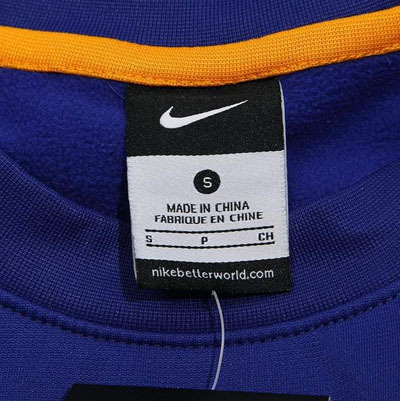 S
MADE IN CHINA
FABRIQUE EN CHINE
S P CH
nikebetterworld.com